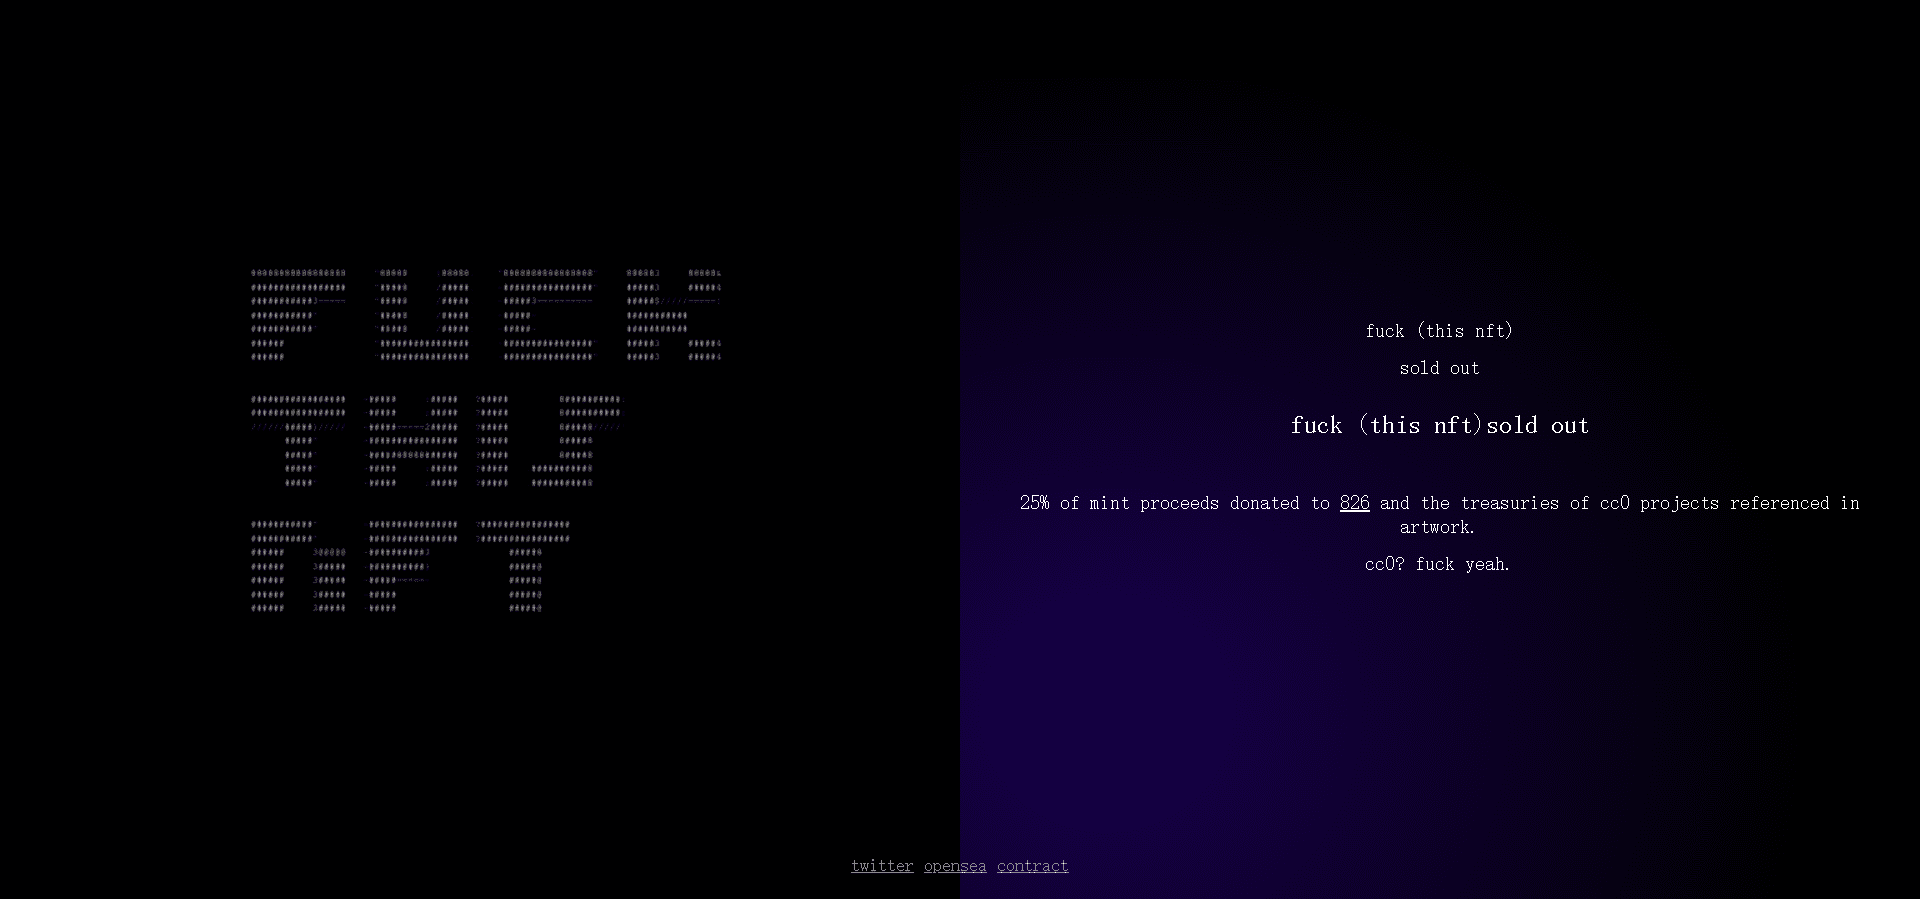 FUCK
THIS
NFT
fuck (this nft)
sold out
fuck (this nft)sold out
25% of mint proceeds donated to 826 and the treasuries of cc0 projects referenced in
artwork.
cc0? fuck yeah.
twitter opensea contract